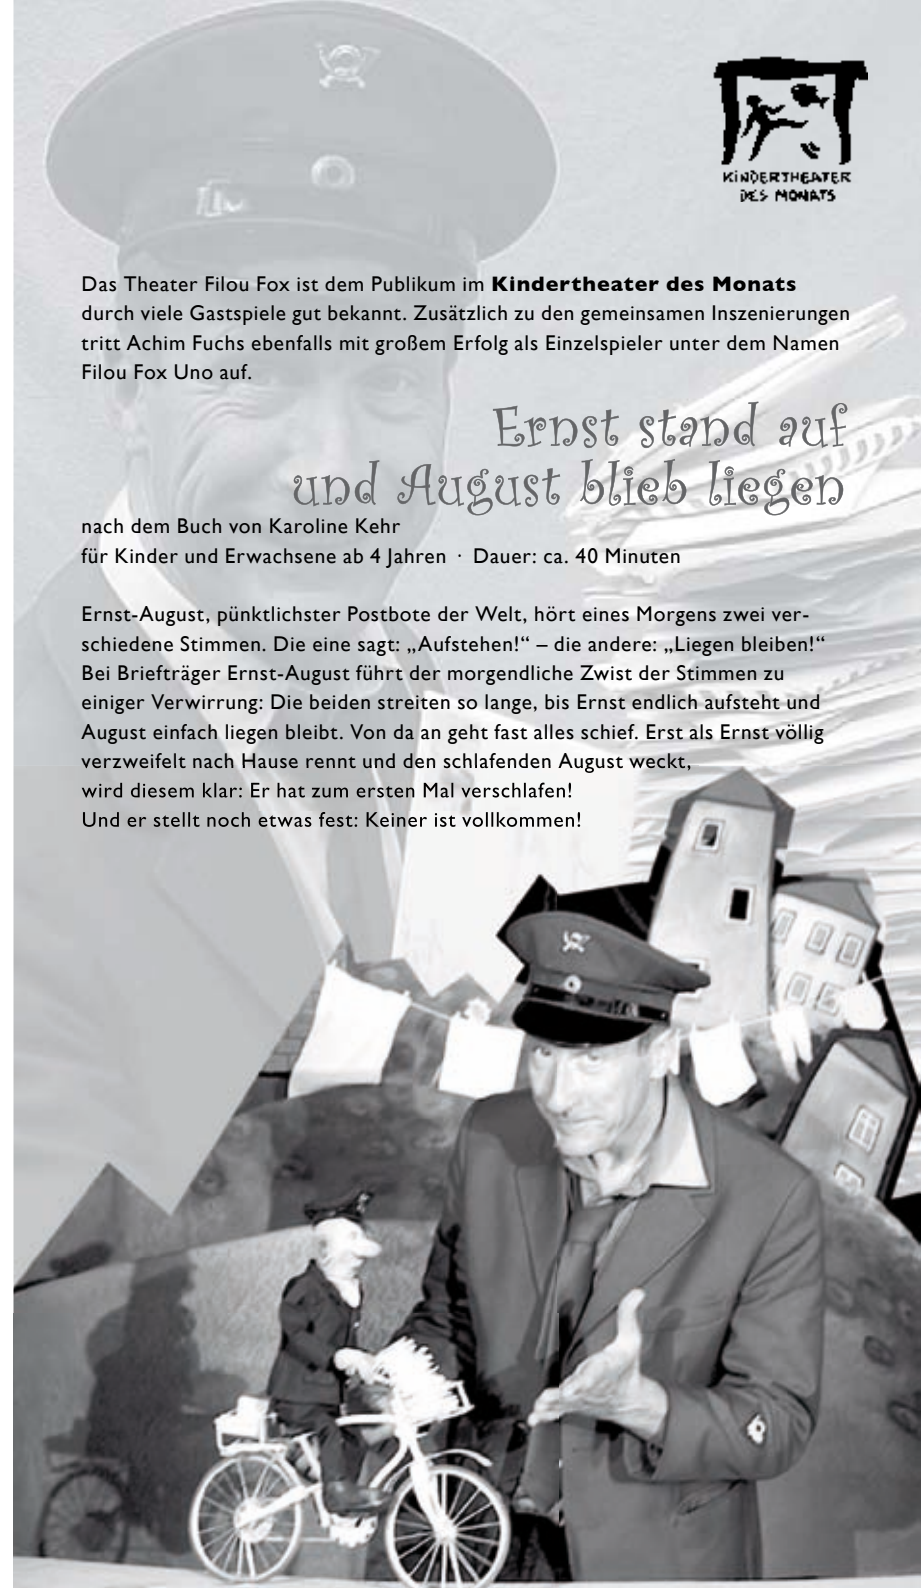 KINDERTHEATER
DES MONATS
Das Theater Filou Fox ist dem Publikum im Kindertheater des Monats
durch viele Gastspiele gut bekannt. Zusätzlich zu den gemeinsamen Inszenierungen
tritt Achim Fuchs ebenfalls mit großem Erfolg als Einzelspieler unter dem Namen
Filou Fox Uno auf.
Ernst stand auf
und August blieb liegen
nach dem Buch von Karoline Kehr
für Kinder und Erwachsene ab 4 Jahren · Dauer: ca. 40 Minuten
Ernst-August, pünktlichster Postbote der Welt, hört eines Morgens zwei ver-
schiedene Stimmen. Die eine sagt: „Aufstehen!“ – die andere: „Liegen bleiben!“
Bei Briefträger Ernst-August führt der morgendliche Zwist der Stimmen zu
einiger Verwirrung: Die beiden streiten so lange, bis Ernst endlich aufsteht und
August einfach liegen bleibt. Von da an geht fast alles schief. Erst als Ernst völlig
verzweifelt nach Hause rennt und den schlafenden August weckt,
wird diesem klar: Er hat zum ersten Mal verschlafen!
Und er stellt noch etwas fest: Keiner ist vollkommen!